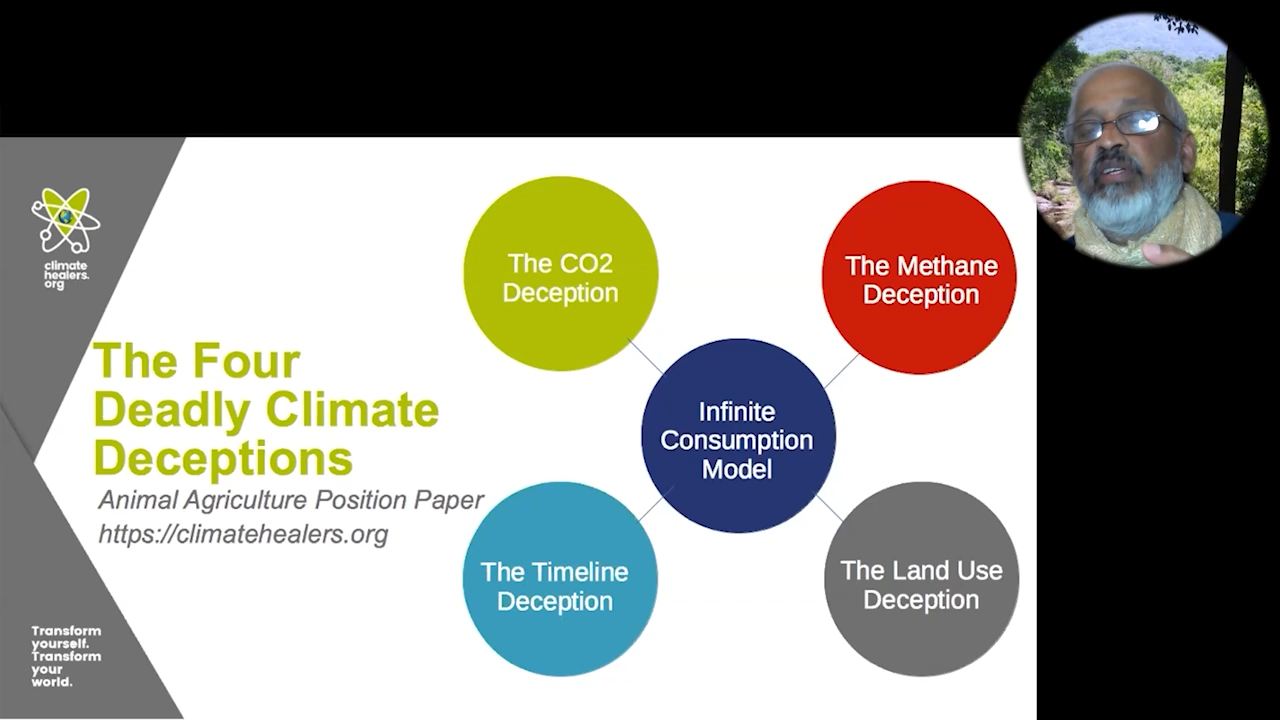 climate
healers.
org
The Four
Deadly Climate
Deceptions
Animal Agriculture Position Paper
https://climatehealers.org
Transform
yourself.
Transform
your
world.
The CO2
Deception
The Methane
Deception
Infinite
Consumption
Model
The Timeline
Deception
The Land Use
Deception